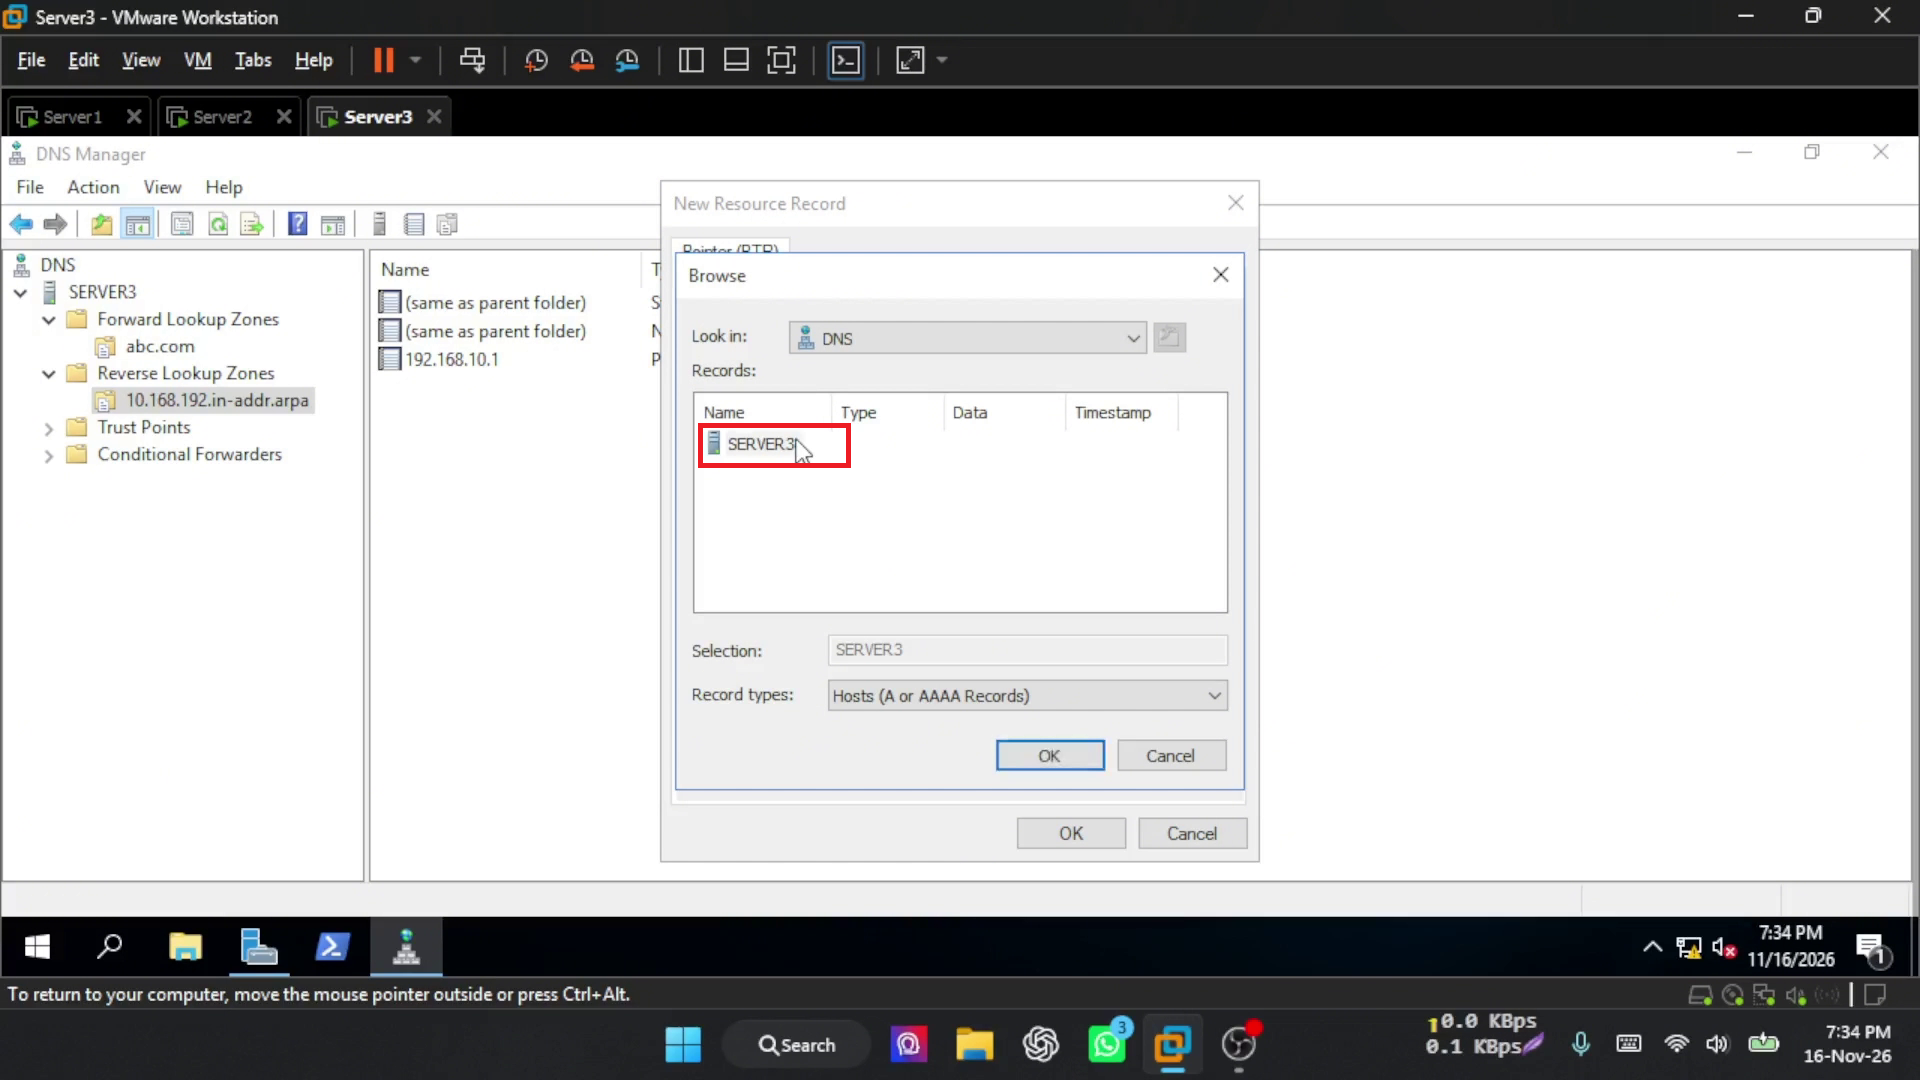 Server3 - VMware Workstation
File Edit View VM Tabs Help
Server1 Server2 Server3
DNS Manager
File Action View Help
DNS
SERVER3
Forward Lookup Zones
abc.com
Reverse Lookup Zones
10.168.192.in-addr.arpa
Trust Points
Conditional Forwarders
Name T
(same as parent folder) S
(same as parent folder) N
192.168.10.1 P
New Resource Record
Pointer (PTR)
Browse
Look in: DNS
Records:
Name Type Data Timestamp
SERVER3
Selection: SERVER3
Record types: Hosts (A or AAAA Records)
OK Cancel
OK Cancel
7:34 PM
11/16/2026
1
To return to your computer, move the mouse pointer outside or press Ctrl+Alt.
Search
3
0.0 KBps
0.1 KBps
7:34 PM
16-Nov-26